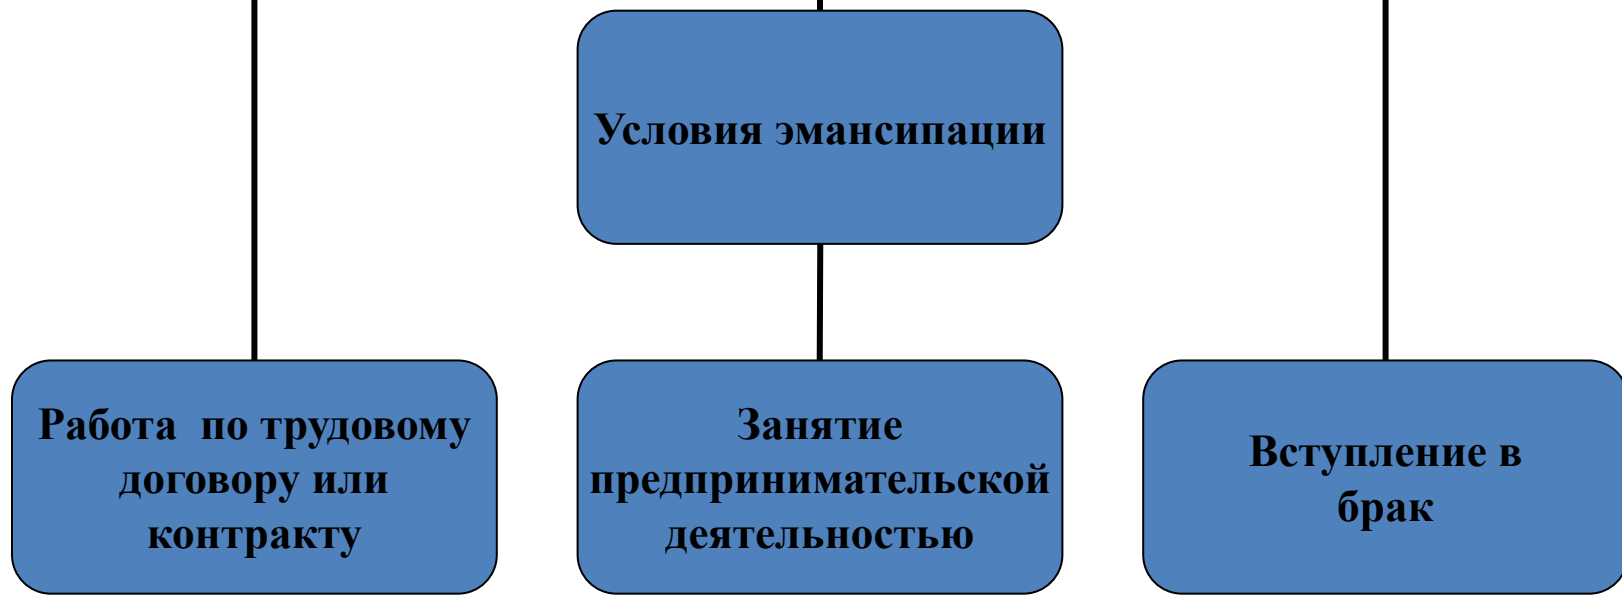 Условия эмансипации
Работа  по трудовому
договору или
контракту
Занятие
предпринимательской
деятельностью
Вступление в
брак